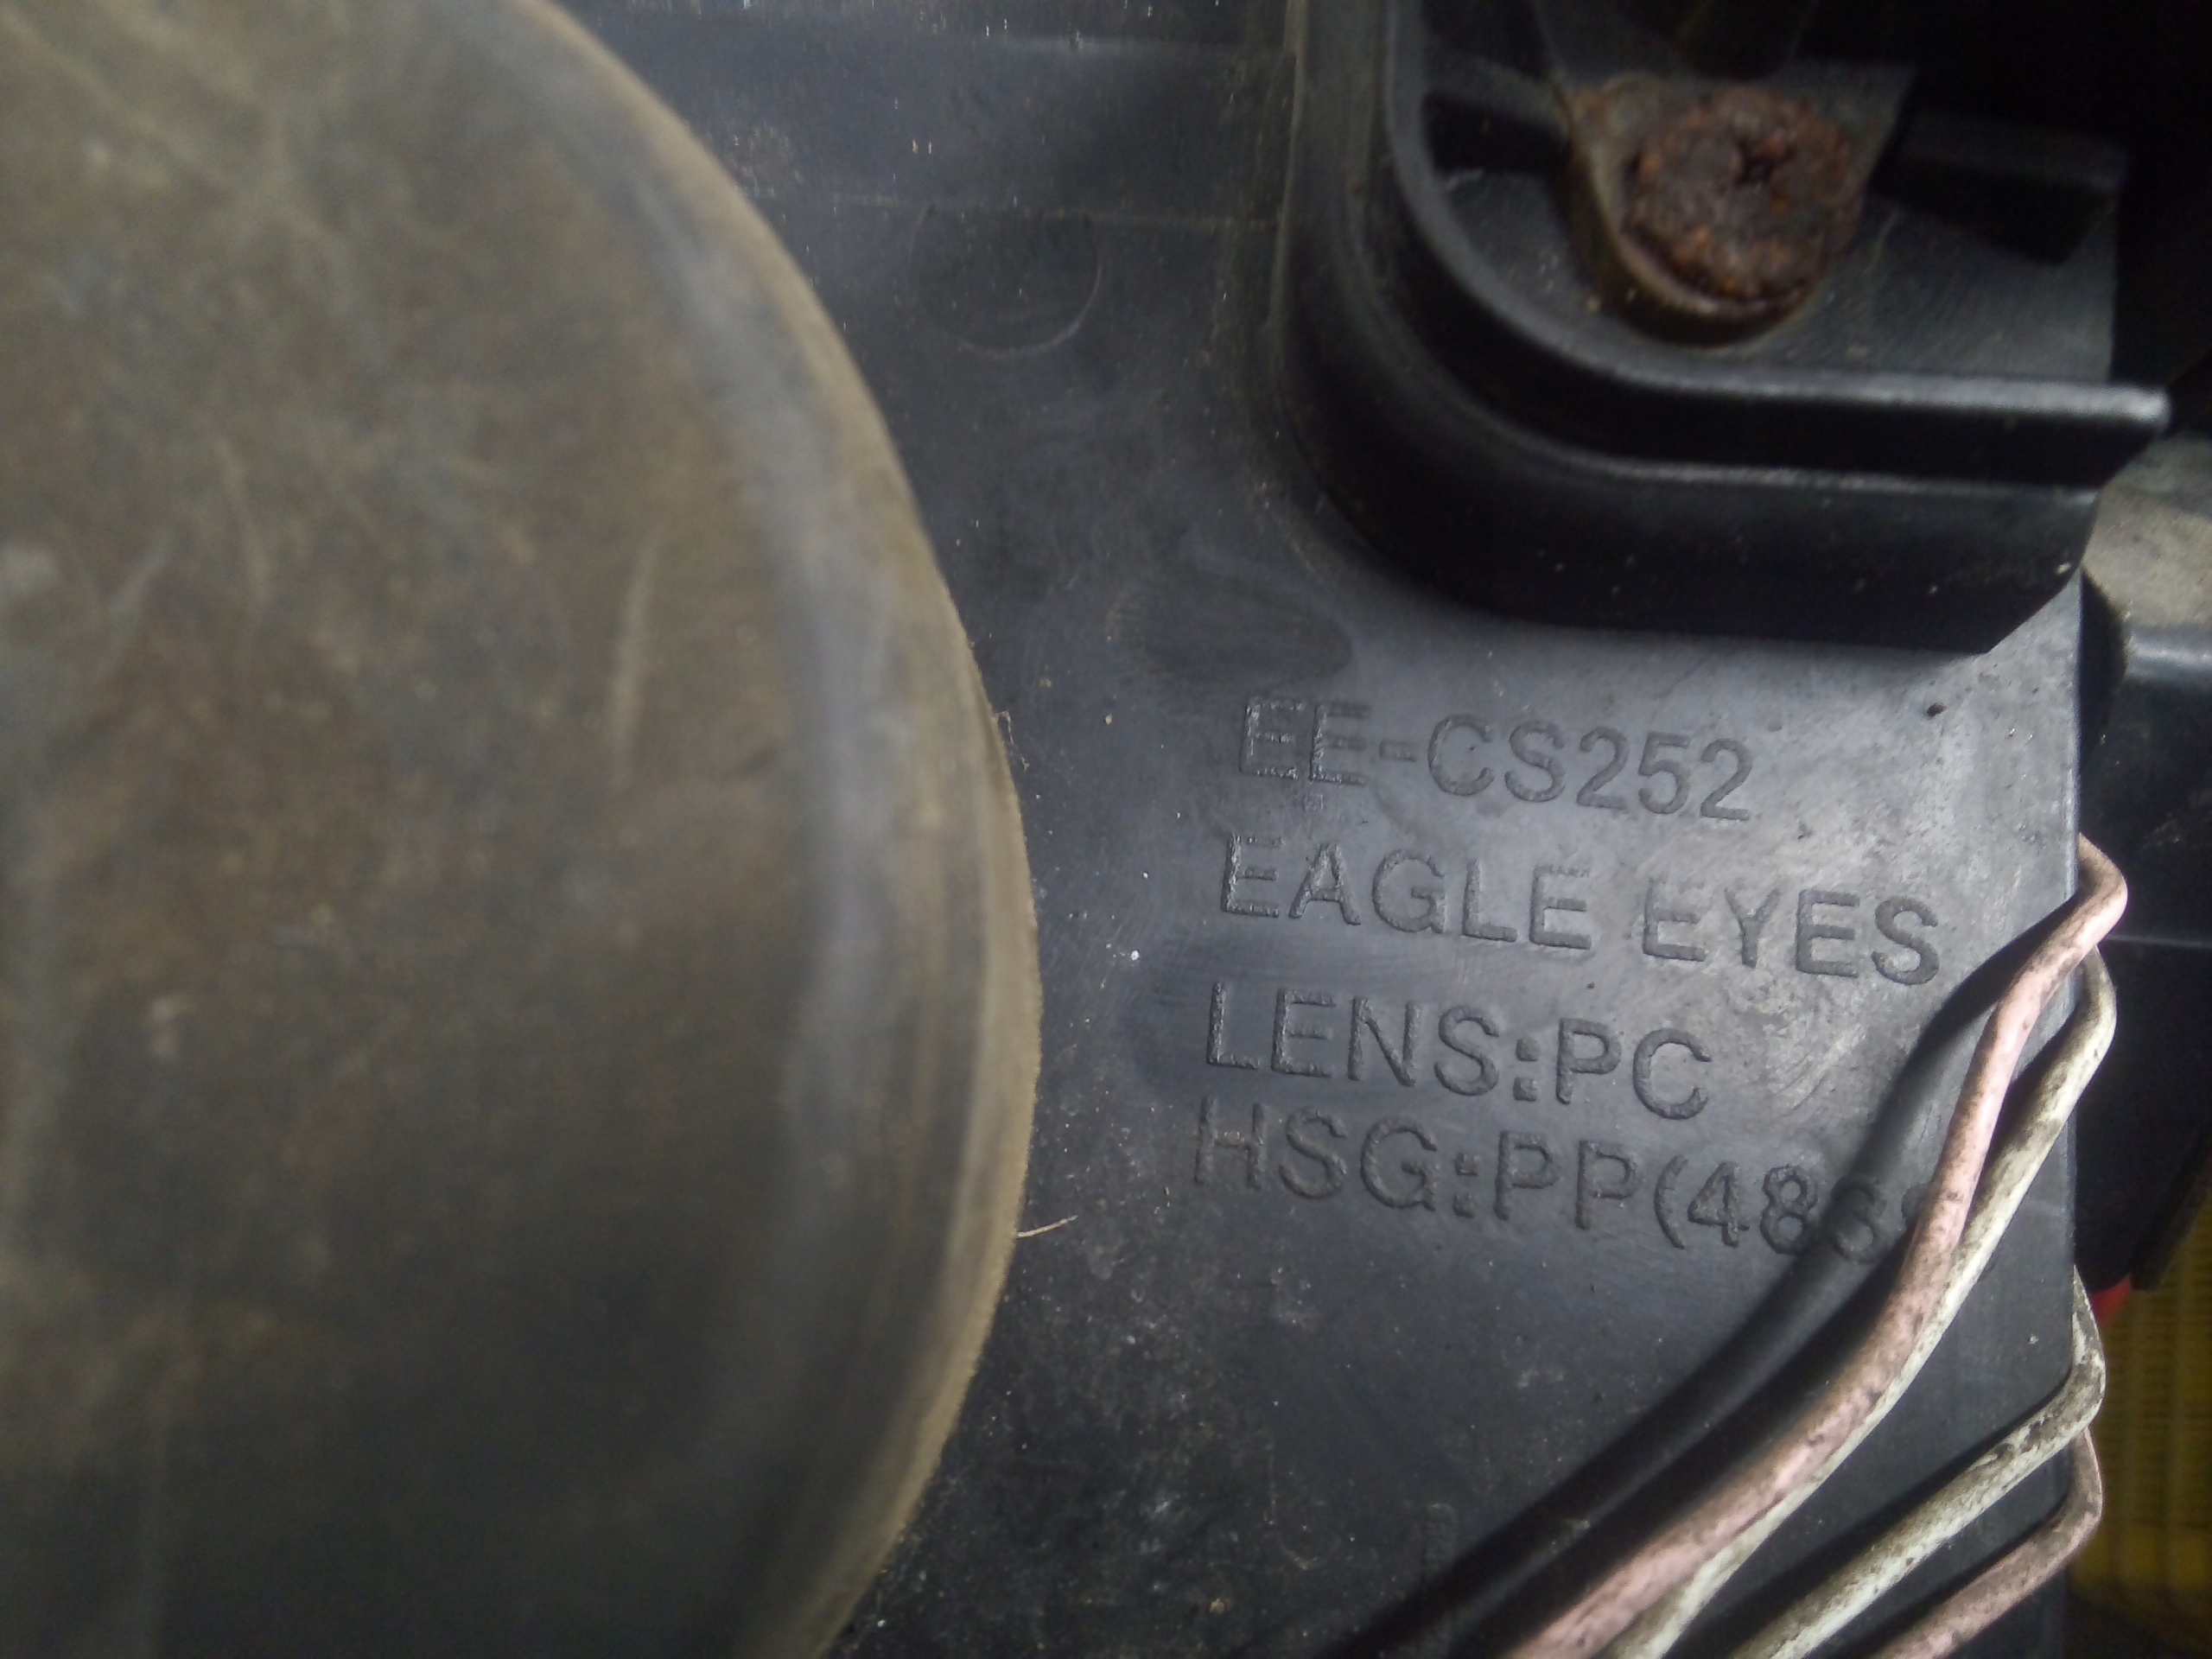 EE-CS252
EAGLE EYES
LENS:PC
HSG:PP(48